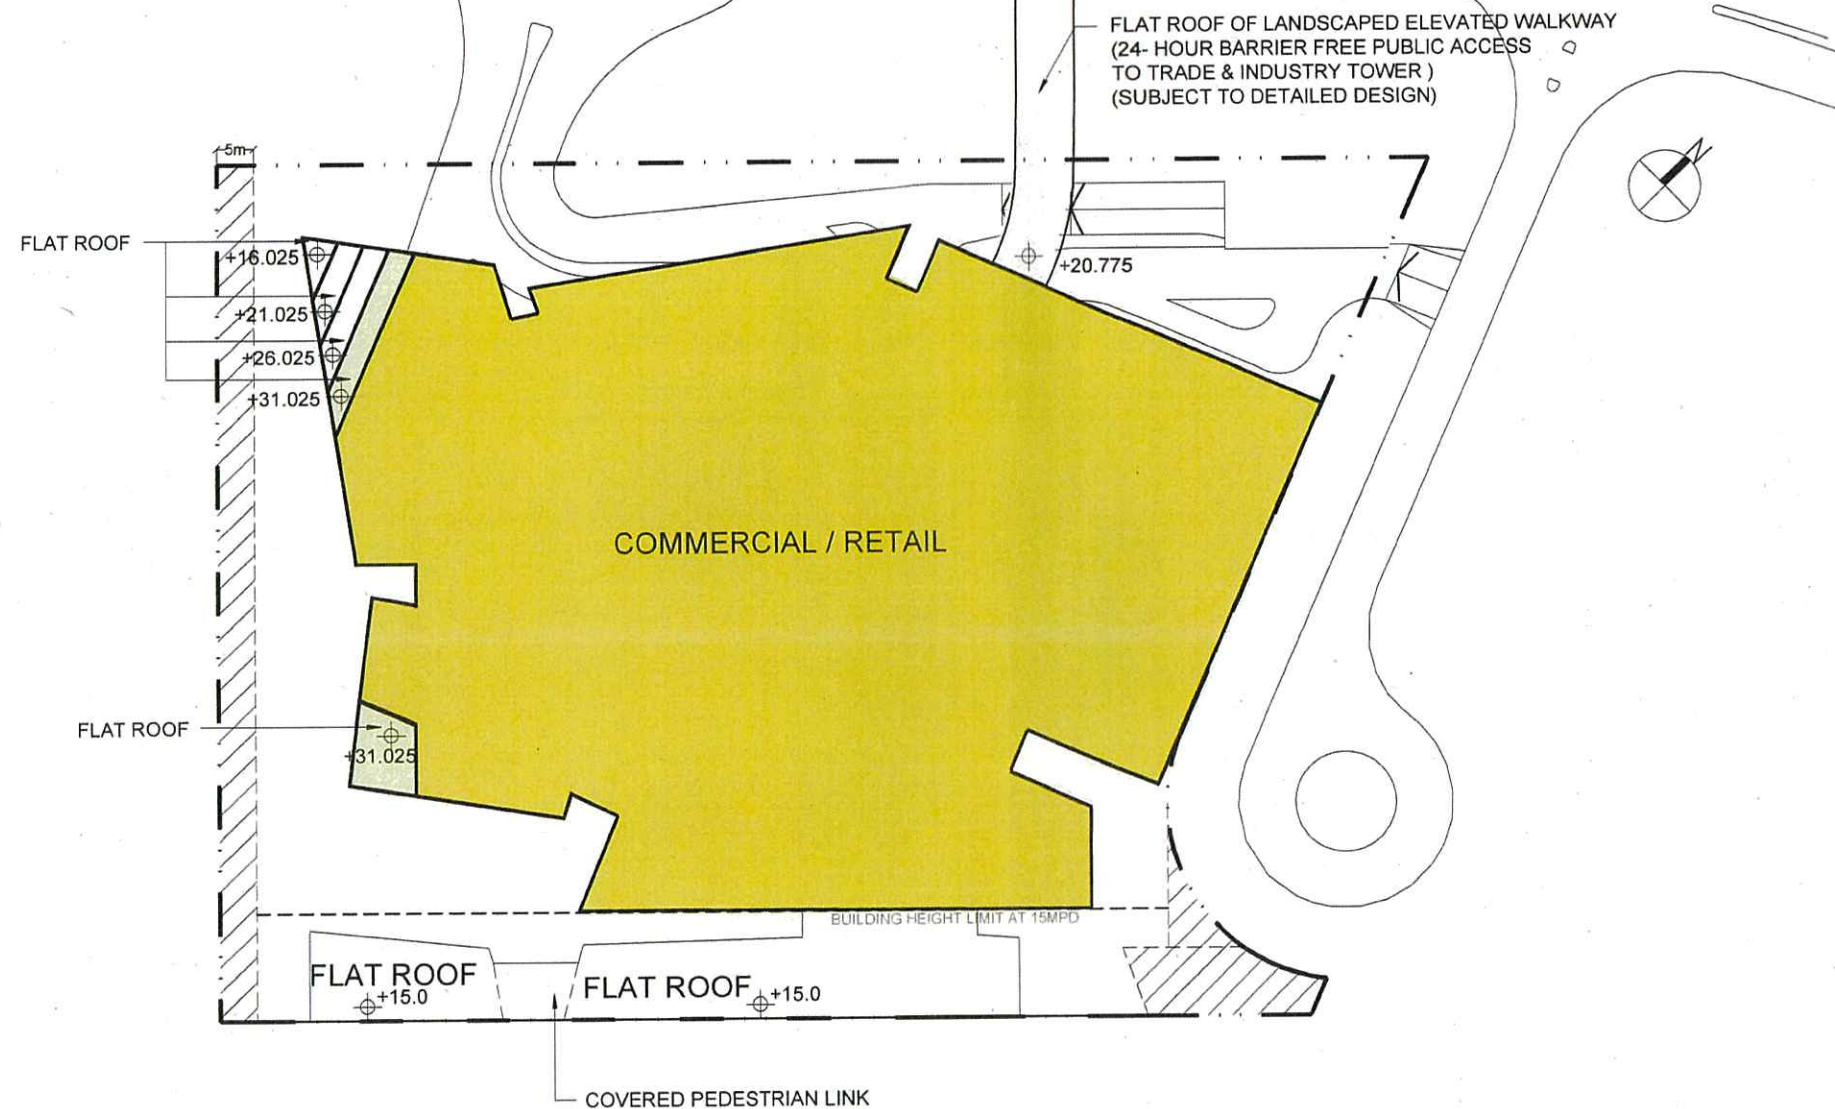 FLAT ROOF OF LANDSCAPED ELEVATED WALKWAY
(24- HOUR BARRIER FREE PUBLIC ACCESS
TO TRADE & INDUSTRY TOWER )
(SUBJECT TO DETAILED DESIGN)
5m
N
FLAT ROOF
+16.025
+20.775
+21.025
+26.025
+31.025
COMMERCIAL / RETAIL
FLAT ROOF
+31.025
BUILDING HEIGHT LIMIT AT 15MPD
FLAT ROOF
+15.0
FLAT ROOF
+15.0
COVERED PEDESTRIAN LINK